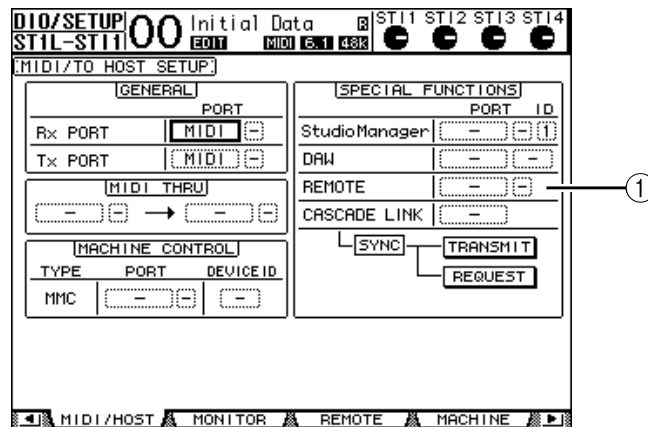 DIO/SETUP 00 Initial Data R ST11 ST12 ST13 ST14
ST1L-ST11 EDIT MIDI 6.1 48K
MIDI/TO HOST SETUP
GENERAL
PORT
Rx PORT MIDI -
Tx PORT MIDI -
MIDI THRU
- - → - -
MACHINE CONTROL
TYPE PORT DEVICE ID
MMC - - -
SPECIAL FUNCTIONS
PORT ID
StudioManager - - 1
DAW - -
REMOTE - -
1
CASCADE LINK -
SYNC TRANSMIT
REQUEST
MIDI/HOST MONITOR REMOTE MACHINE